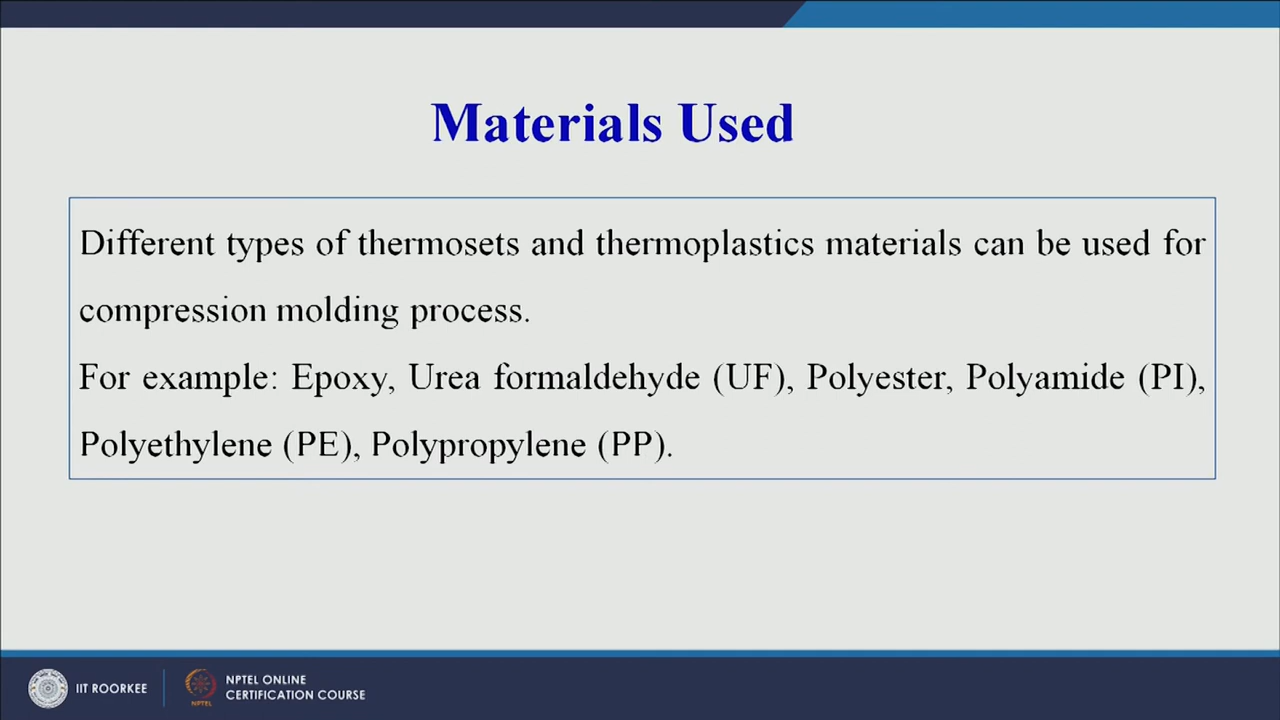 Materials Used
Different types of thermosets and thermoplastics materials can be used for
compression molding process.
For example: Epoxy, Urea formaldehyde (UF), Polyester, Polyamide (PI),
Polyethylene (PE), Polypropylene (PP).
IIT ROORKEE
NPTEL
NPTEL ONLINE
CERTIFICATION COURSE